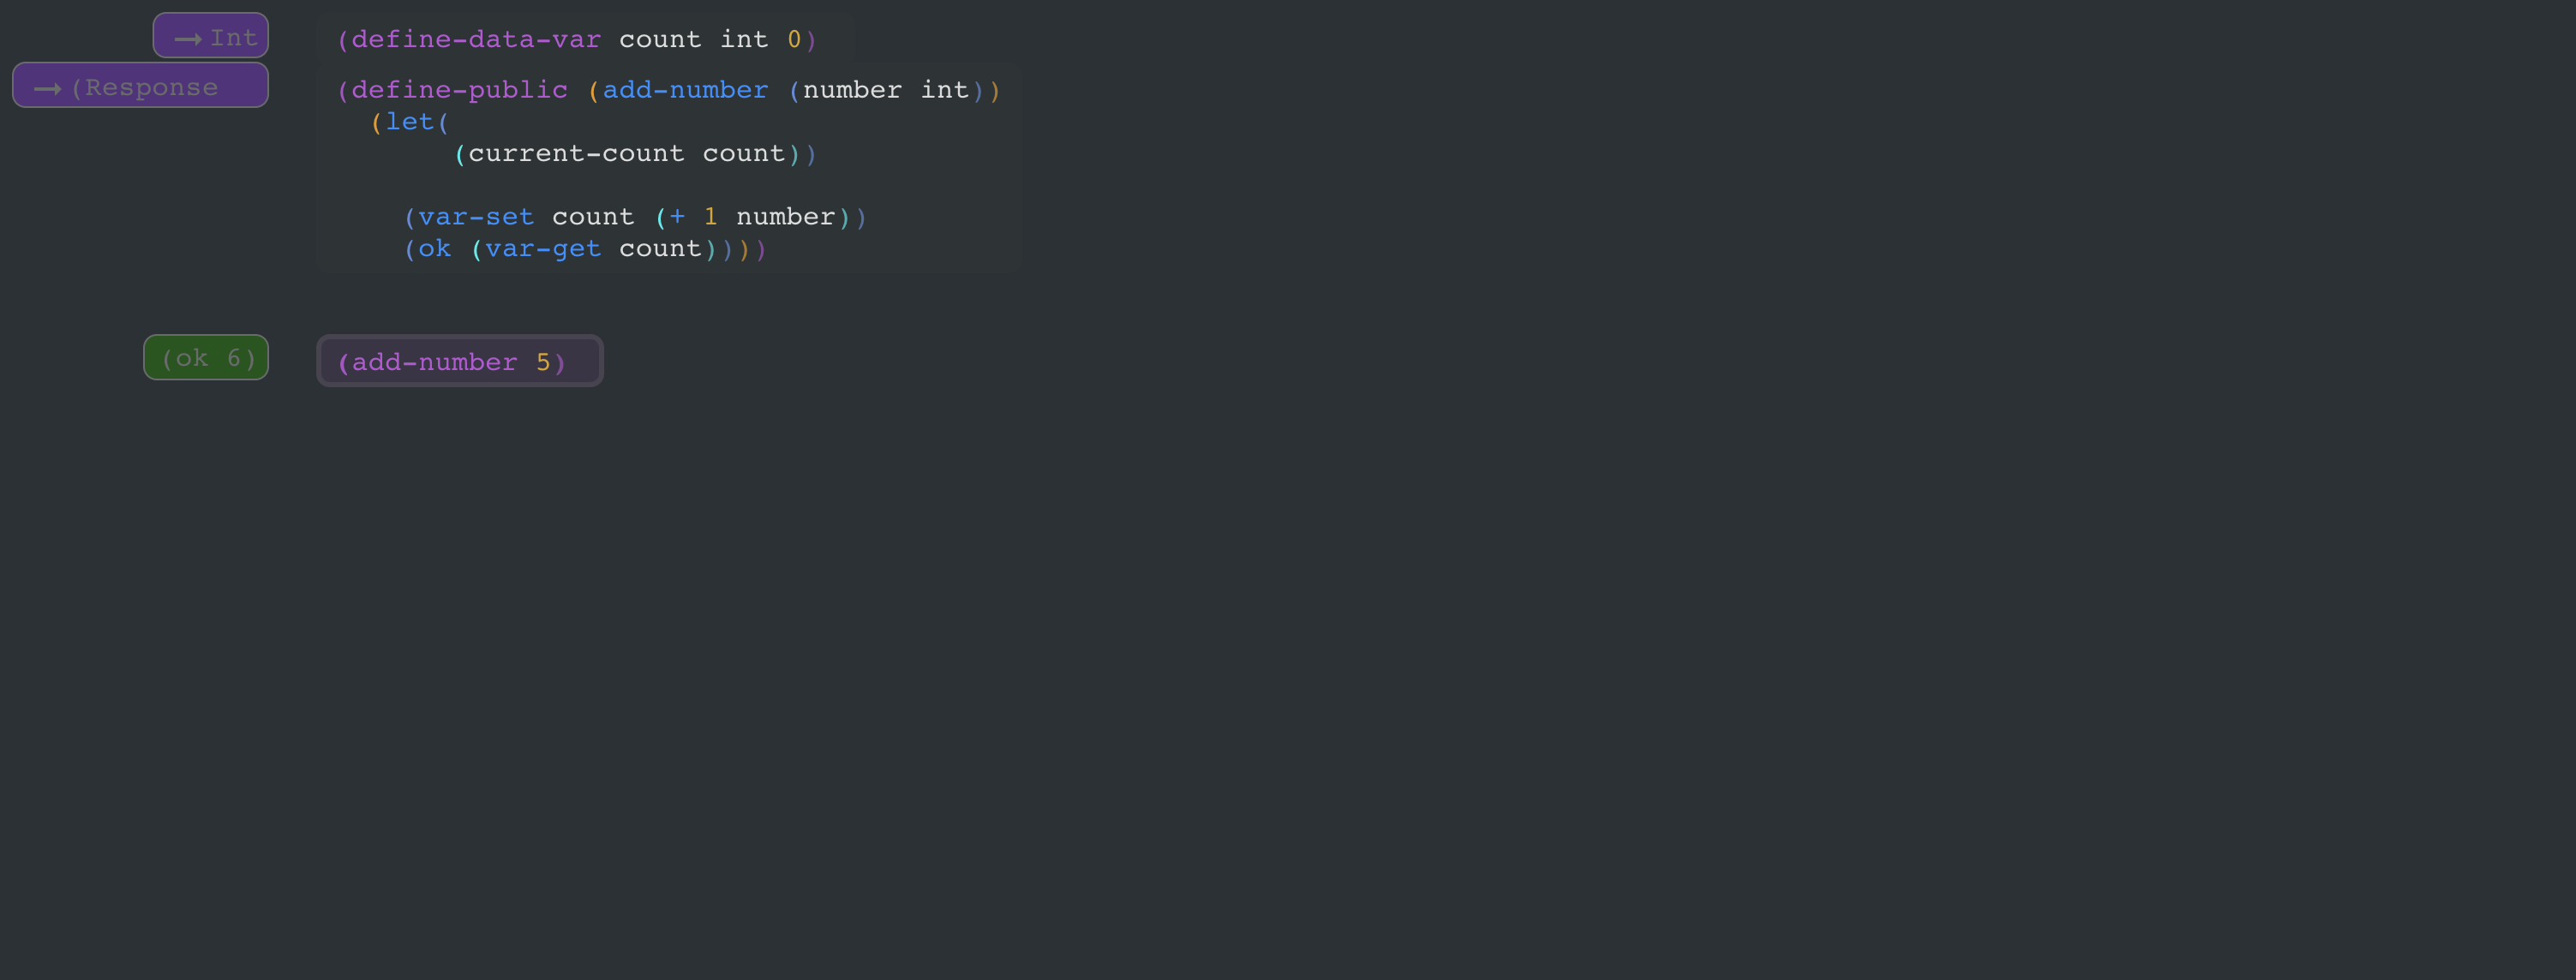 → Int (define-data-var count int 0)
→ (Response (define-public (add-number (number int))
(let(
(current-count count))
(var-set count (+ 1 number))
(ok (var-get count))))
(ok 6) (add-number 5)